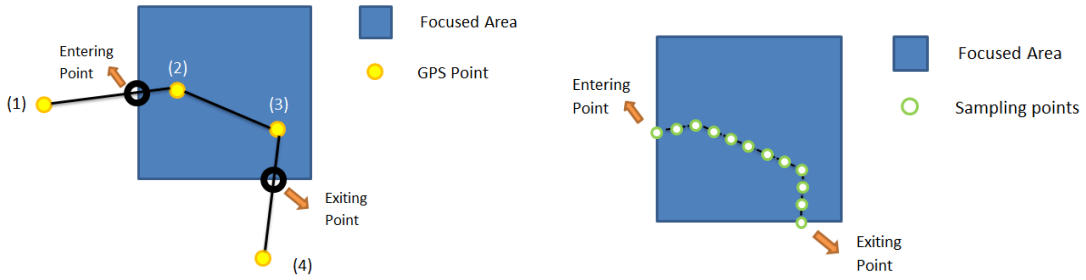 Focused Area
GPS Point
Entering
Point
(1)
(2)
(3)
Exiting
Point
(4)
Focused Area
Sampling points
Entering
Point
Exiting
Point